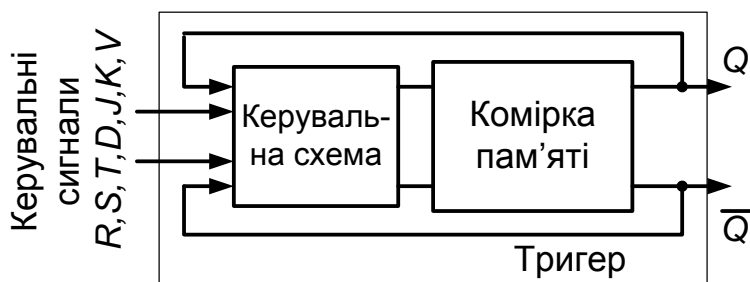 Керувальні
сигнали
R,S,T,D,J,K,V
Керуваль-
на схема
Комірка
пам’яті
Q
Q̅
Тригер